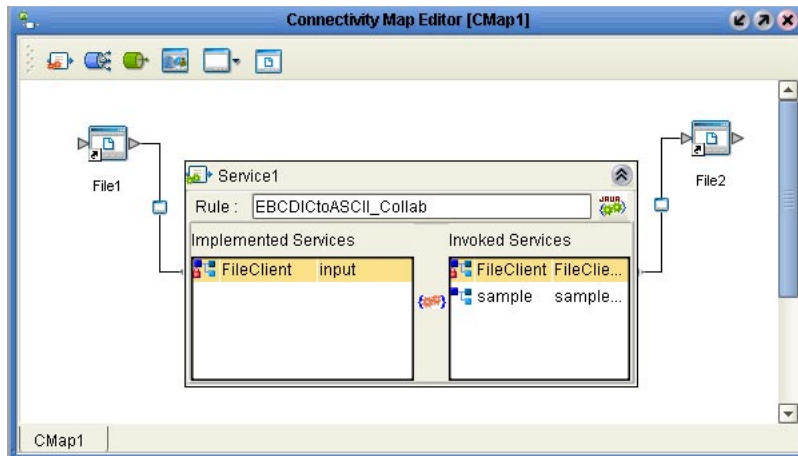 Connectivity Map Editor [CMap1]
File1
File2
Service1
Rule : EBCDICtoASCII_Collab
JAVA
Implemented Services
Invoked Services
FileClient input
FileClient FileClie...
sample sample...
CMap1